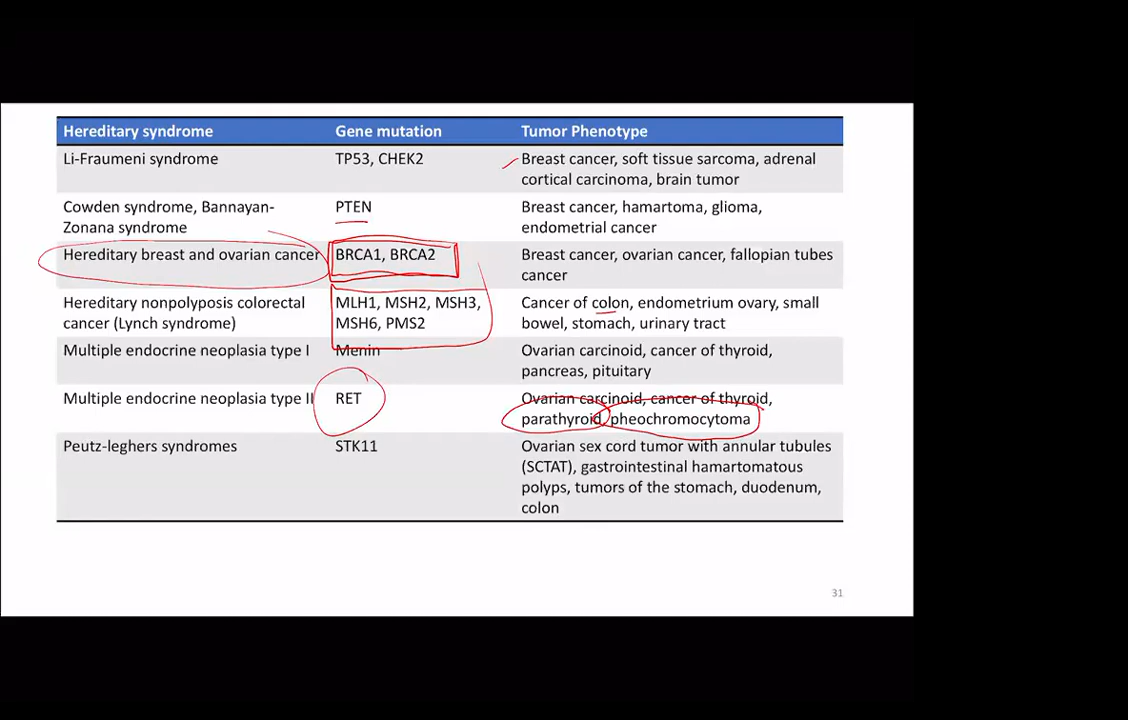 Hereditary syndrome Gene mutation Tumor Phenotype
Li-Fraumeni syndrome TP53, CHEK2 Breast cancer, soft tissue sarcoma, adrenal
cortical carcinoma, brain tumor
Cowden syndrome, Bannayan- PTEN Breast cancer, hamartoma, glioma,
Zonana syndrome endometrial cancer
Hereditary breast and ovarian cancer BRCA1, BRCA2 Breast cancer, ovarian cancer, fallopian tubes
cancer
Hereditary nonpolyposis colorectal MLH1, MSH2, MSH3, Cancer of colon, endometrium ovary, small
cancer (Lynch syndrome) MSH6, PMS2 bowel, stomach, urinary tract
Multiple endocrine neoplasia type I Menin Ovarian carcinoid, cancer of thyroid,
pancreas, pituitary
Multiple endocrine neoplasia type II RET Ovarian carcinoid, cancer of thyroid,
parathyroid, pheochromocytoma
Peutz-leghers syndromes STK11 Ovarian sex cord tumor with annular tubules
(SCTAT), gastrointestinal hamartomatous
polyps, tumors of the stomach, duodenum,
colon
31